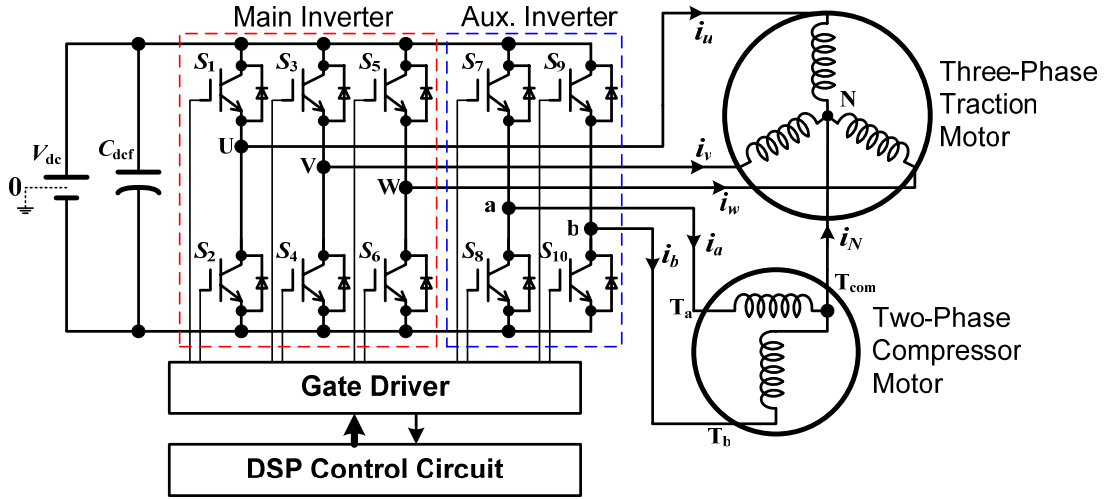 Main Inverter
Aux. Inverter
S1
S3
S5
S7
S9
iu
Three-Phase
Traction
Motor
N
Vdc
Cdcf
0
U
V
W
iv
iw
a
b
ia
ib
iN
S2
S4
S6
S8
S10
Ta
Tcom
Two-Phase
Compressor
Motor
Tb
Gate Driver
DSP Control Circuit